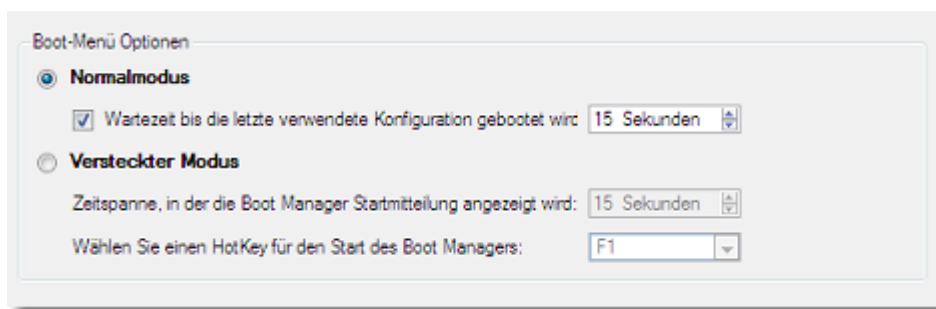 Boot-Menü Optionen
Normalmodus
Wartezeit bis die letzte verwendete Konfiguration gebootet wird 15 Sekunden
Versteckter Modus
Zeitspanne, in der die Boot Manager Startmitteilung angezeigt wird: 15 Sekunden
Wählen Sie einen HotKey für den Start des Boot Managers: F1